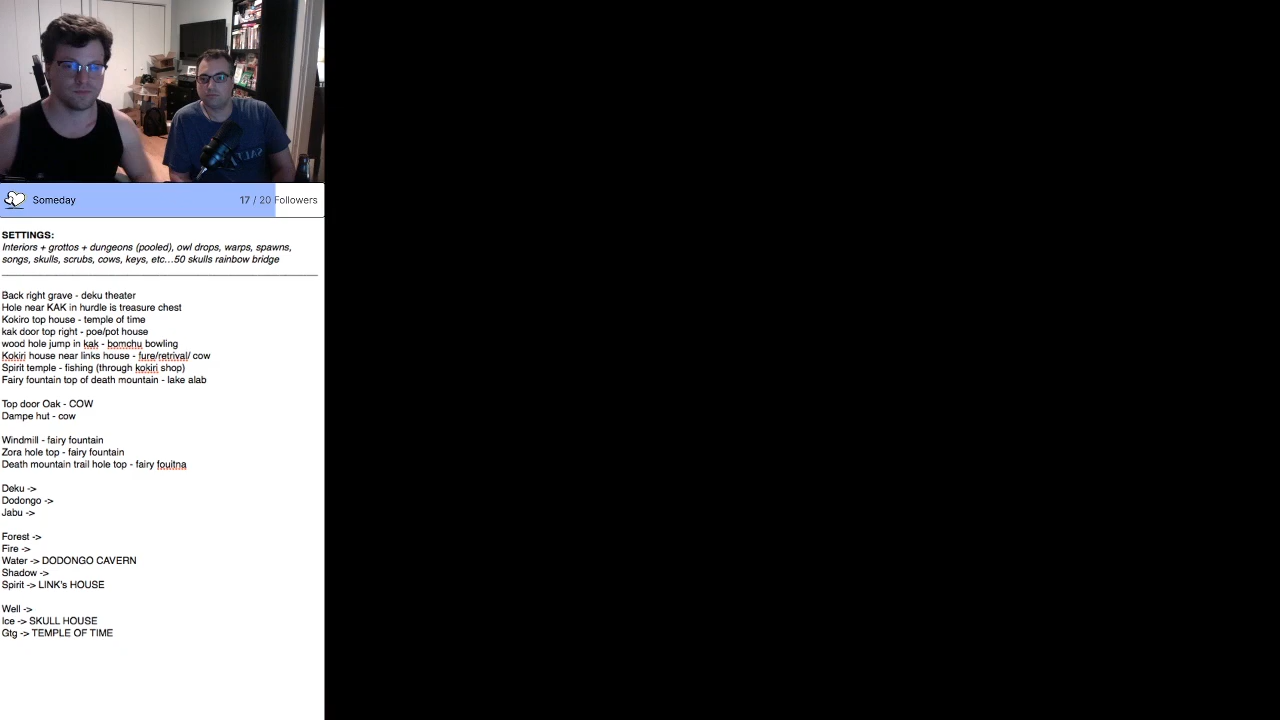 Someday
17 / 20 Followers
SETTINGS:
Interiors + grottos + dungeons (pooled), owl drops, warps, spawns,
songs, skulls, scrubs, cows, keys, etc...50 skulls rainbow bridge
Back right grave - deku theater
Hole near KAK in hurdle is treasure chest
Kokiro top house - temple of time
kak door top right - poe/pot house
wood hole jump in kak - bomchu bowling
Kokiri house near links house - fure/retrival/ cow
Spirit temple - fishing (through kokiri shop)
Fairy fountain top of death mountain - lake alab
Top door Oak - COW
Dampe hut - cow
Windmill - fairy fountain
Zora hole top - fairy fountain
Death mountain trail hole top - fairy fouitna
Deku ->
Dodongo ->
Jabu ->
Forest ->
Fire ->
Water -> DODONGO CAVERN
Shadow ->
Spirit -> LINK's HOUSE
Well ->
Ice -> SKULL HOUSE
Gtg -> TEMPLE OF TIME